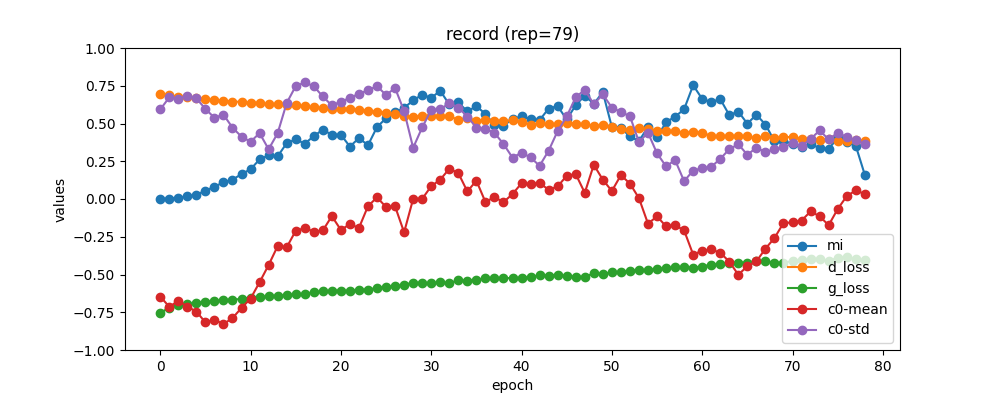 record (rep=79)
1.00
0.75
0.50
0.25
0.00
−0.25
−0.50
−0.75
−1.00
values
mi
d_loss
g_loss
c0-mean
c0-std
0 10 20 30 40 50 60 70 80
epoch